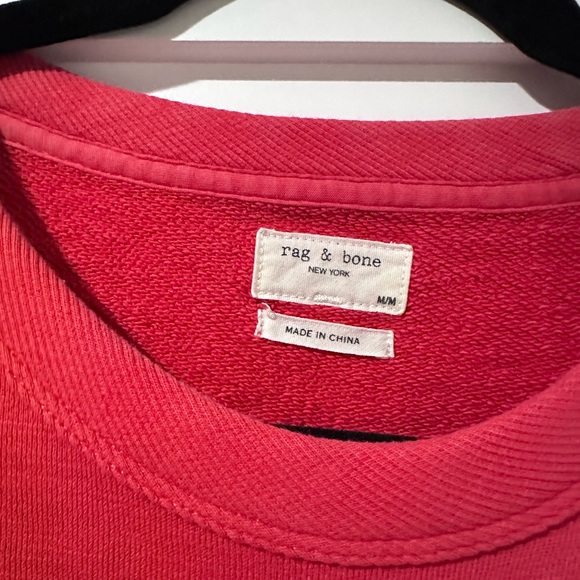 rag & bone
NEW YORK
M/M
MADE IN CHINA